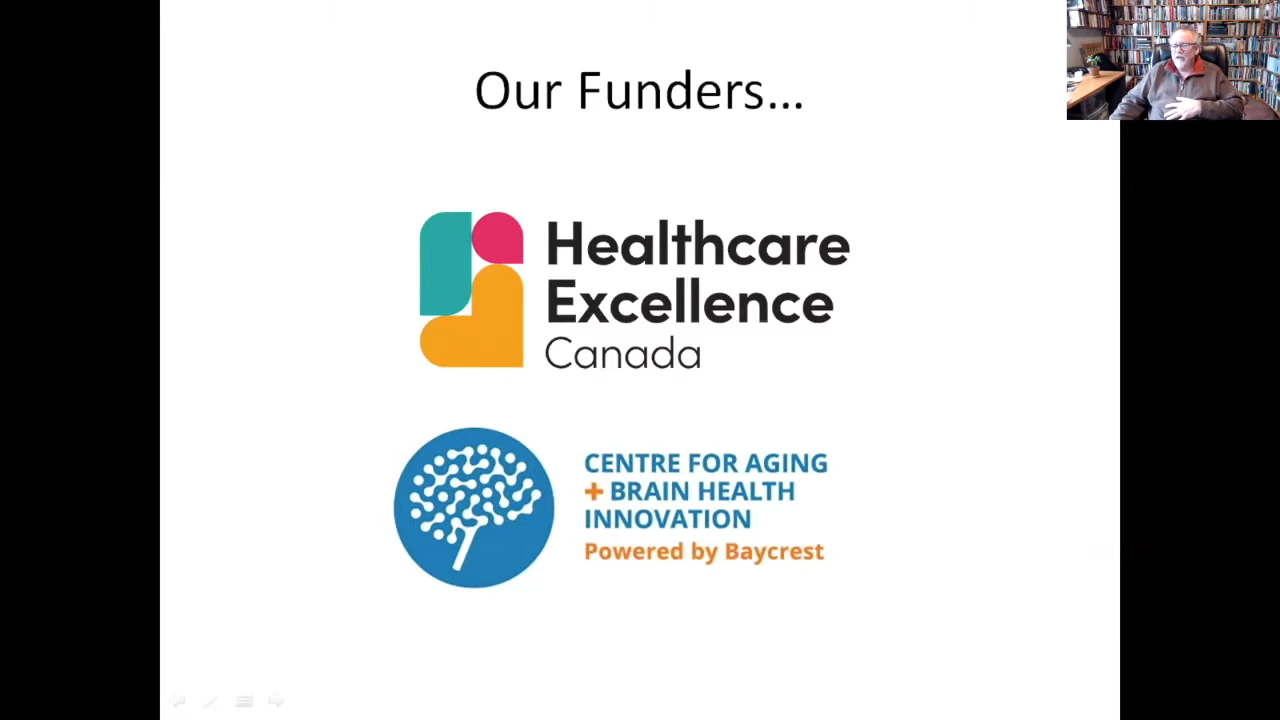 Our Funders...
Healthcare
Excellence
Canada
CENTRE FOR AGING
+ BRAIN HEALTH
INNOVATION
Powered by Baycrest